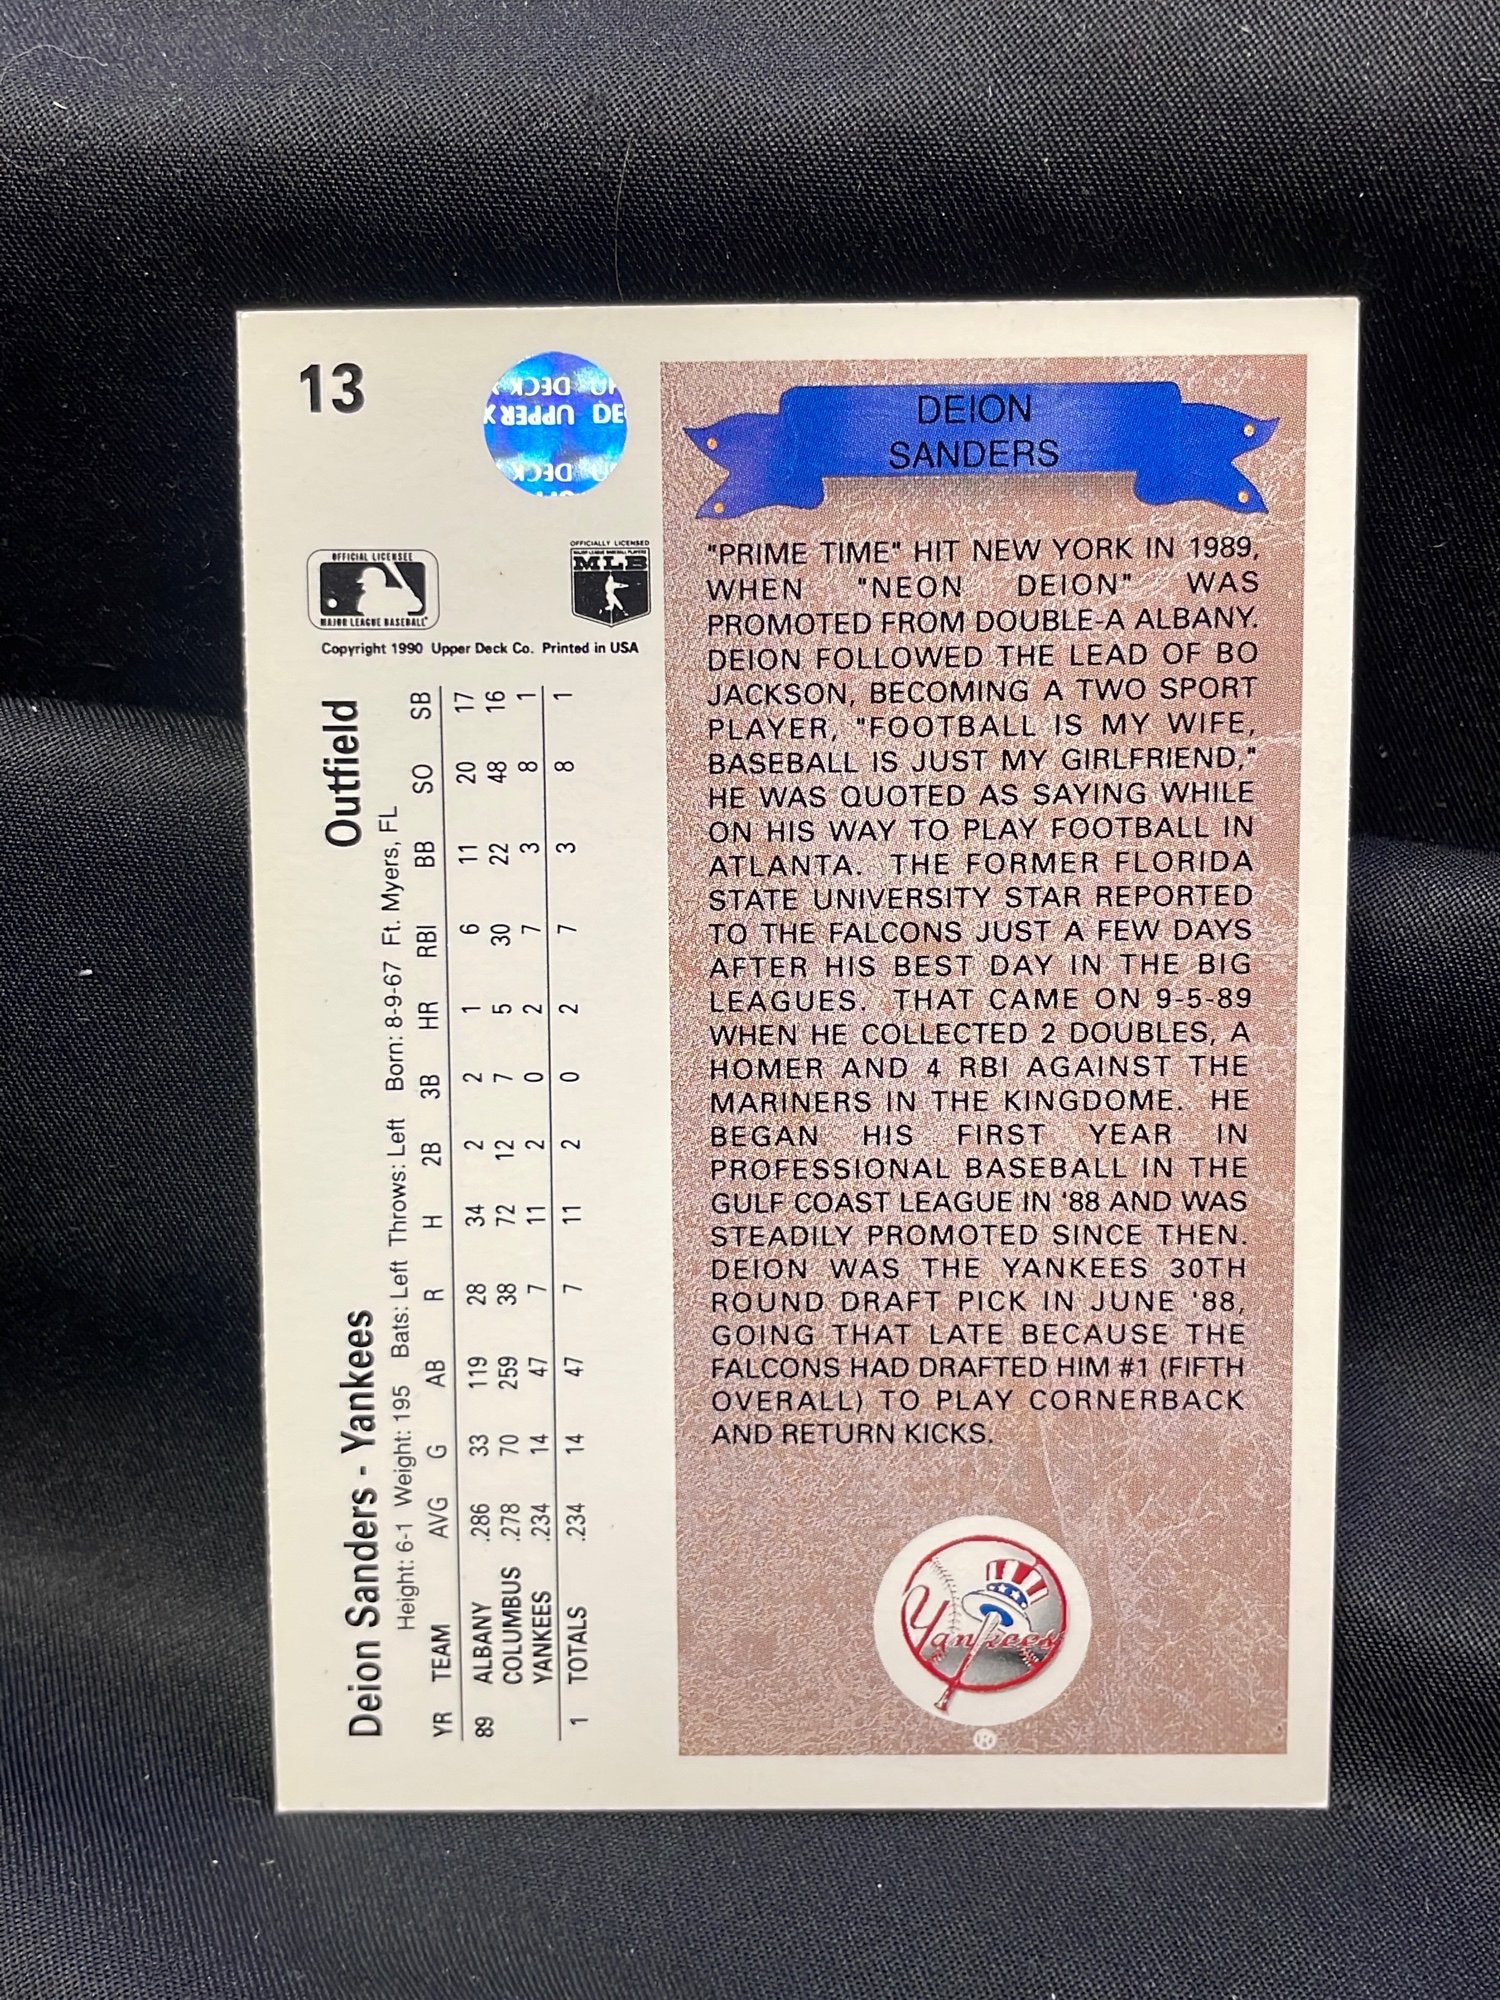 13
DECK UP
UPPER DE
DECK
OFFICIAL LICENSEE
MAJOR LEAGUE BASEBALL
OFFICIALLY LICENSED
MAJOR LEAGUE BASEBALL PLAYERS
MLB
Copyright 1990 Upper Deck Co. Printed in USA
Deion Sanders - Yankees Outfield
Height: 6-1 Weight: 195 Bats: Left Throws: Left Born: 8-9-67 Ft. Myers, FL
YR TEAM AVG G AB R H 2B 3B HR RBI BB SO SB
89 ALBANY .286 33 119 28 34 2 2 1 6 11 20 17
COLUMBUS .278 70 259 38 72 12 7 5 30 22 48 16
YANKEES .234 14 47 7 11 2 0 2 7 3 8 1
1 TOTALS .234 14 47 7 11 2 0 2 7 3 8 1
DEION
SANDERS
"PRIME TIME" HIT NEW YORK IN 1989,
WHEN "NEON DEION" WAS
PROMOTED FROM DOUBLE-A ALBANY.
DEION FOLLOWED THE LEAD OF BO
JACKSON, BECOMING A TWO SPORT
PLAYER, "FOOTBALL IS MY WIFE,
BASEBALL IS JUST MY GIRLFRIEND,"
HE WAS QUOTED AS SAYING WHILE
ON HIS WAY TO PLAY FOOTBALL IN
ATLANTA. THE FORMER FLORIDA
STATE UNIVERSITY STAR REPORTED
TO THE FALCONS JUST A FEW DAYS
AFTER HIS BEST DAY IN THE BIG
LEAGUES. THAT CAME ON 9-5-89
WHEN HE COLLECTED 2 DOUBLES, A
HOMER AND 4 RBI AGAINST THE
MARINERS IN THE KINGDOME. HE
BEGAN HIS FIRST YEAR IN
PROFESSIONAL BASEBALL IN THE
GULF COAST LEAGUE IN '88 AND WAS
STEADILY PROMOTED SINCE THEN.
DEION WAS THE YANKEES 30TH
ROUND DRAFT PICK IN JUNE '88,
GOING THAT LATE BECAUSE THE
FALCONS HAD DRAFTED HIM #1 (FIFTH
OVERALL) TO PLAY CORNERBACK
AND RETURN KICKS.
Yankees
®